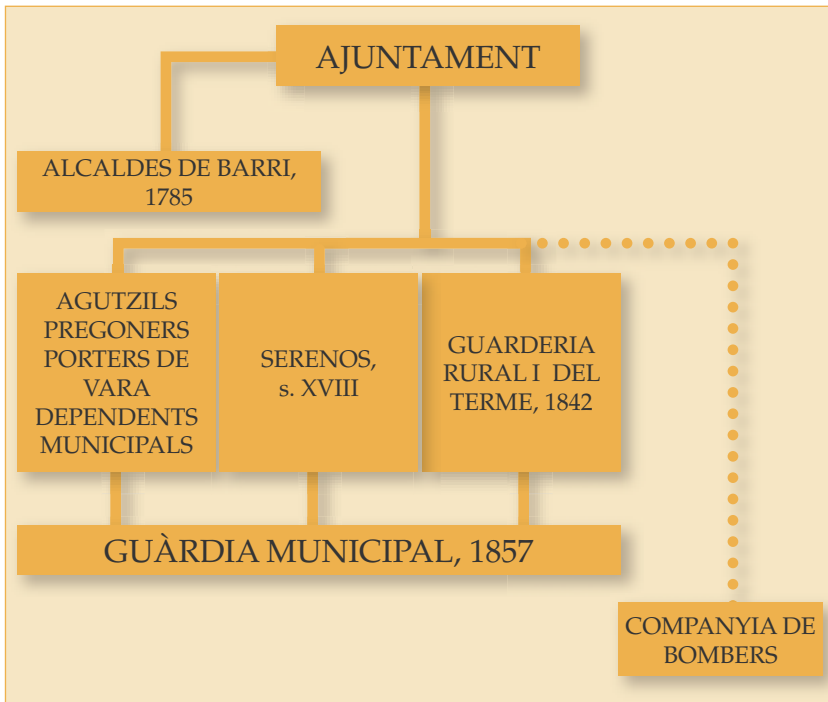 AJUNTAMENT
ALCALDES DE BARRI,
1785
AGUTZILS
PREGONERS
PORTERS DE
VARA
DEPENDENTS
MUNICIPALS
SERENOS,
s. XVIII
GUARDERIA
RURAL I DEL
TERME, 1842
GUÀRDIA MUNICIPAL, 1857
COMPANYIA DE
BOMBERS